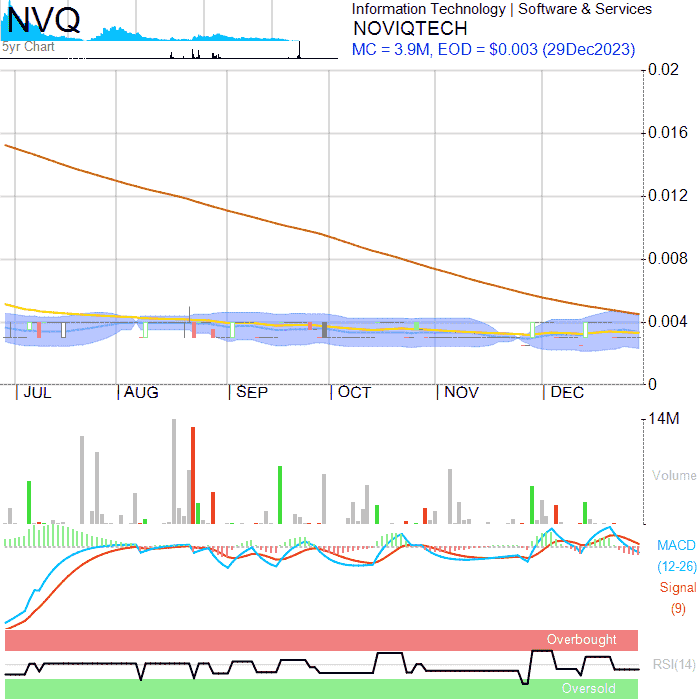 NVQ
5yr Chart
Information Technology | Software & Services
NOVIQTECH
MC = 3.9M, EOD = $0.003 (29Dec2023)
0.02
0.016
0.012
0.008
0.004
0
JUL AUG SEP OCT NOV DEC
14M
Volume
MACD
(12-26)
Signal
(9)
Overbought
RSI(14)
Oversold